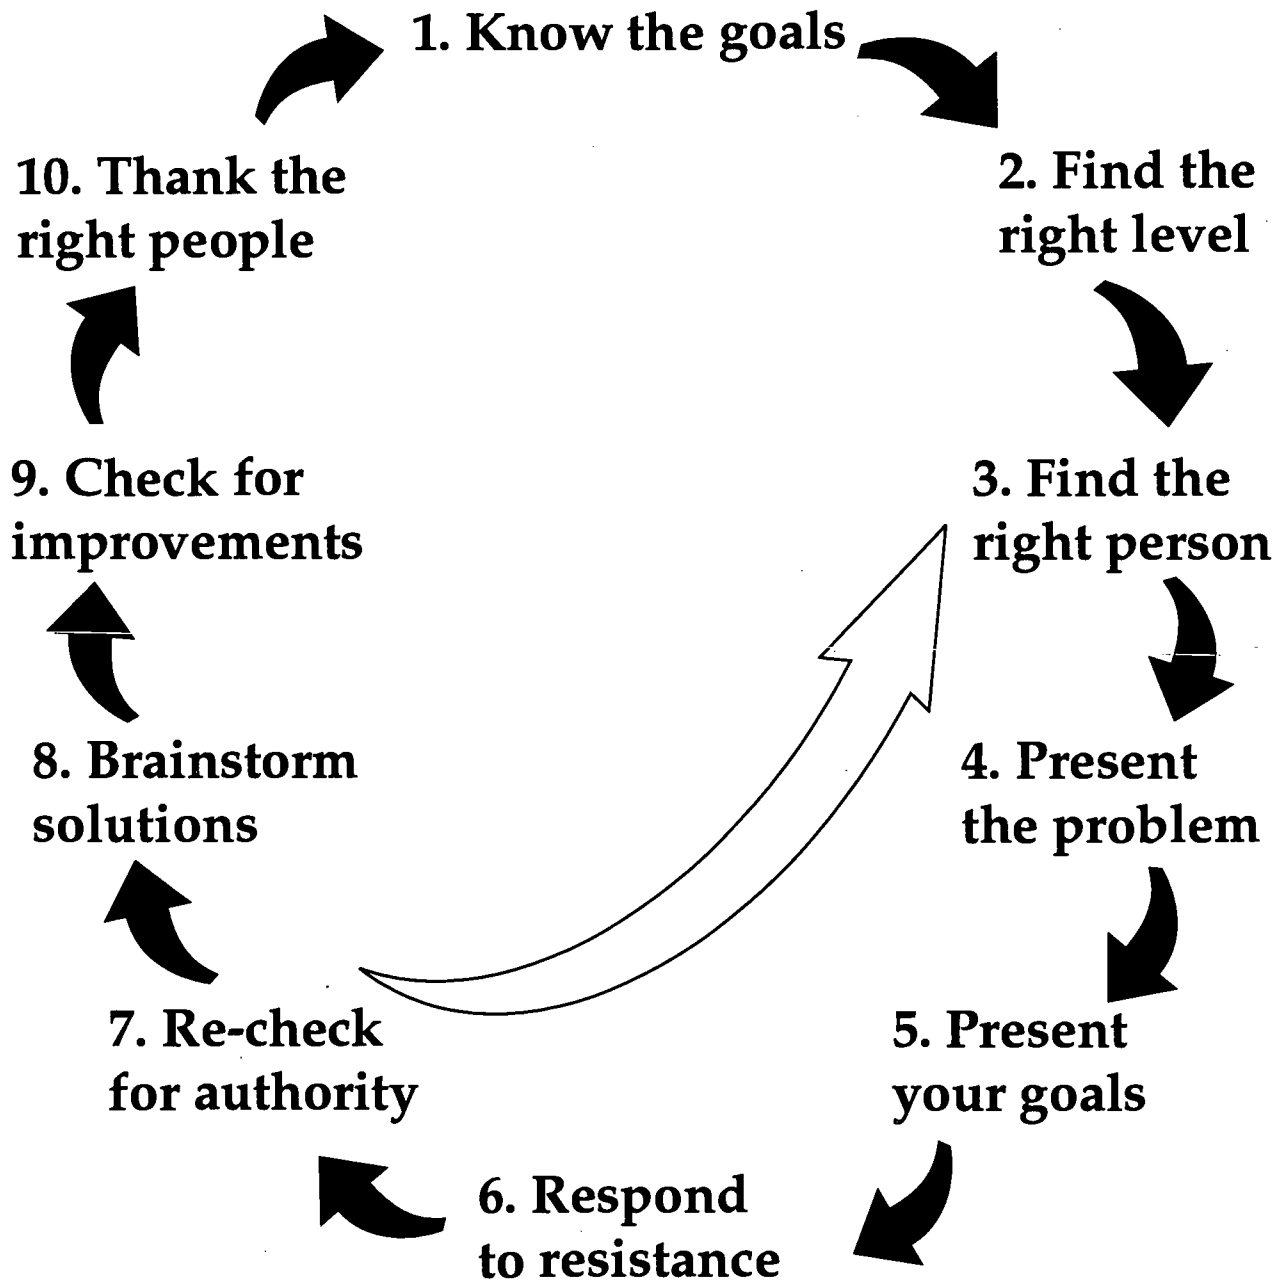 1. Know the goals
2. Find the
right level
3. Find the
right person
4. Present
the problem
5. Present
your goals
6. Respond
to resistance
7. Re-check
for authority
8. Brainstorm
solutions
9. Check for
improvements
10. Thank the
right people